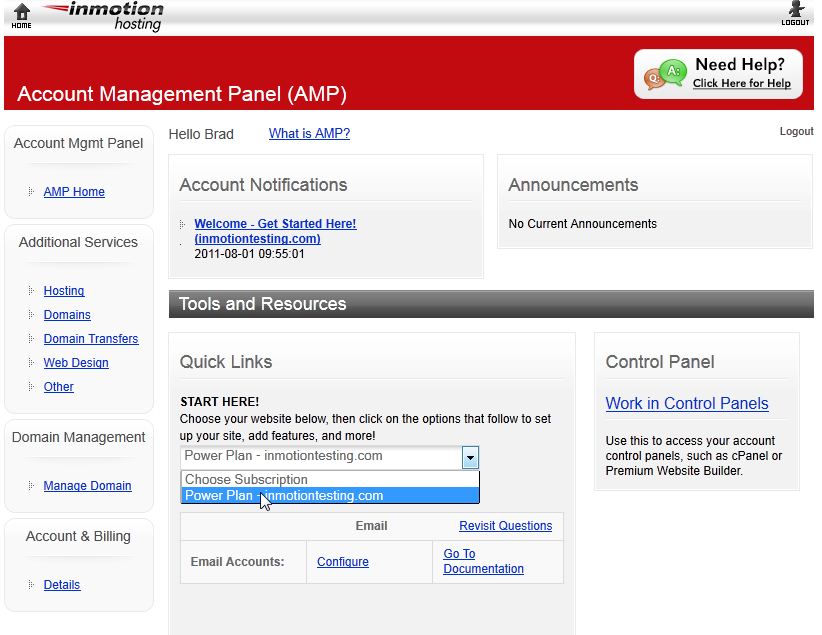 inmotion
hosting
HOME
LOGOUT
Account Management Panel (AMP)
Q:
A:
Need Help?
Click Here for Help
Account Mgmt Panel
AMP Home
Additional Services
Hosting
Domains
Domain Transfers
Web Design
Other
Domain Management
Manage Domain
Account & Billing
Details
Hello Brad
What is AMP?
Logout
Account Notifications
Welcome - Get Started Here!
(inmotiontesting.com)
2011-08-01 09:55:01
Announcements
No Current Announcements
Tools and Resources
Quick Links
START HERE!
Choose your website below, then click on the options that follow to set
up your site, add features, and more!
Power Plan - inmotiontesting.com
Choose Subscription
Power Plan - inmotiontesting.com
Email
Revisit Questions
Email Accounts:
Configure
Go To
Documentation
Control Panel
Work in Control Panels
Use this to access your account
control panels, such as cPanel or
Premium Website Builder.